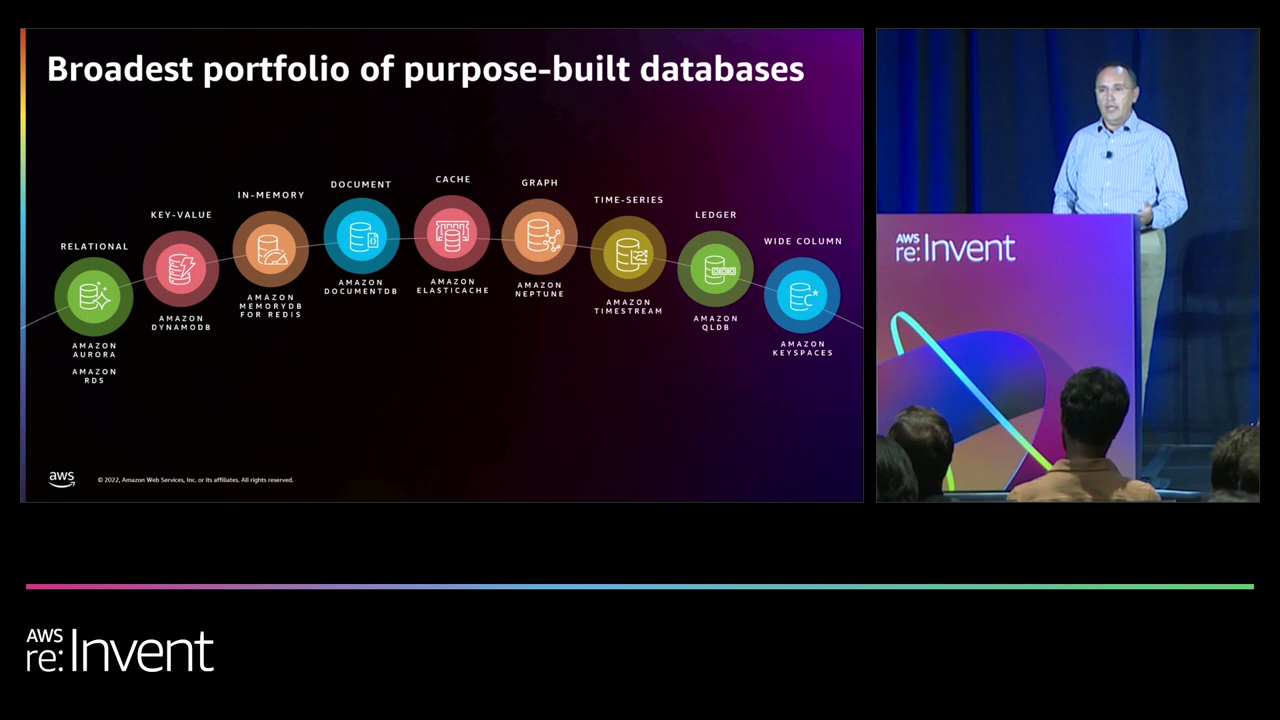 Broadest portfolio of purpose-built databases
RELATIONAL
AMAZON
AURORA
AMAZON
RDS
KEY-VALUE
AMAZON
DYNAMODB
IN-MEMORY
AMAZON
MEMORYDB
FOR REDIS
DOCUMENT
AMAZON
DOCUMENTDB
CACHE
AMAZON
ELASTICACHE
GRAPH
AMAZON
NEPTUNE
TIME-SERIES
AMAZON
TIMESTREAM
LEDGER
AMAZON
QLDB
WIDE COLUMN
C*
AMAZON
KEYSPACES
aws
© 2022, Amazon Web Services, Inc. or its affiliates. All rights reserved.
AWS
re:Invent
AWS
re:Invent